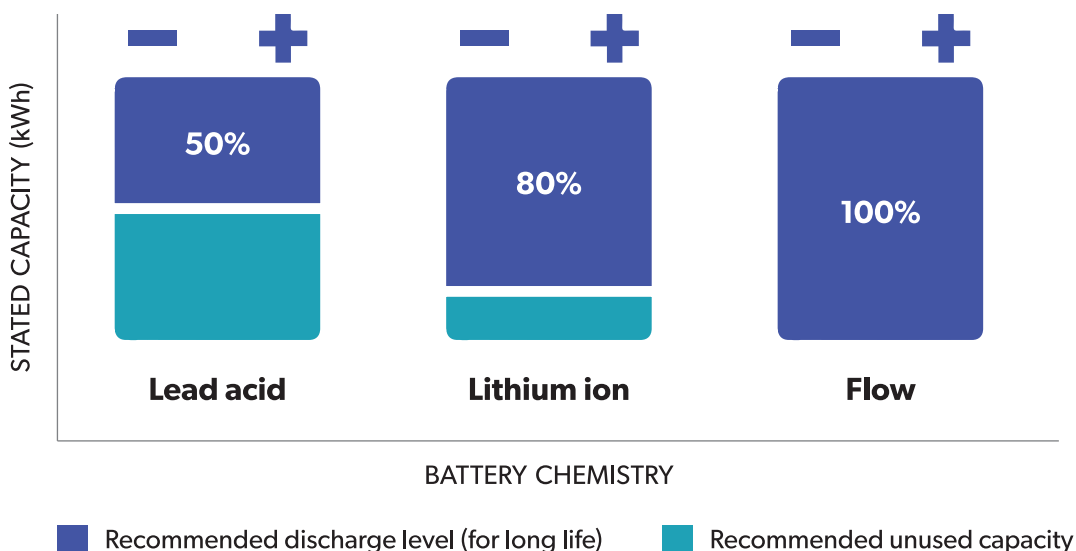 STATED CAPACITY (kWh)
50%
80%
100%
Lead acid
Lithium ion
Flow
BATTERY CHEMISTRY
Recommended discharge level (for long life)
Recommended unused capacity